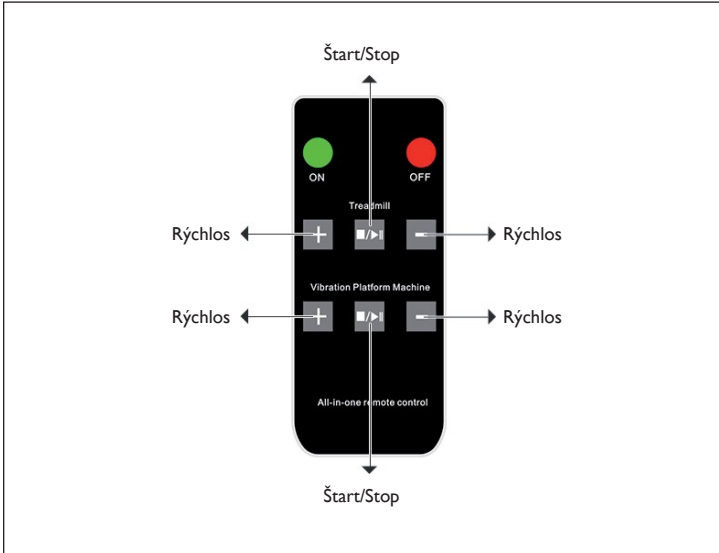 Štart/Stop
ON OFF
Treadmill
Rýchlos + ■/▶‖ - Rýchlos
Vibration Platform Machine
Rýchlos + ■/▶‖ - Rýchlos
All-in-one remote control
Štart/Stop